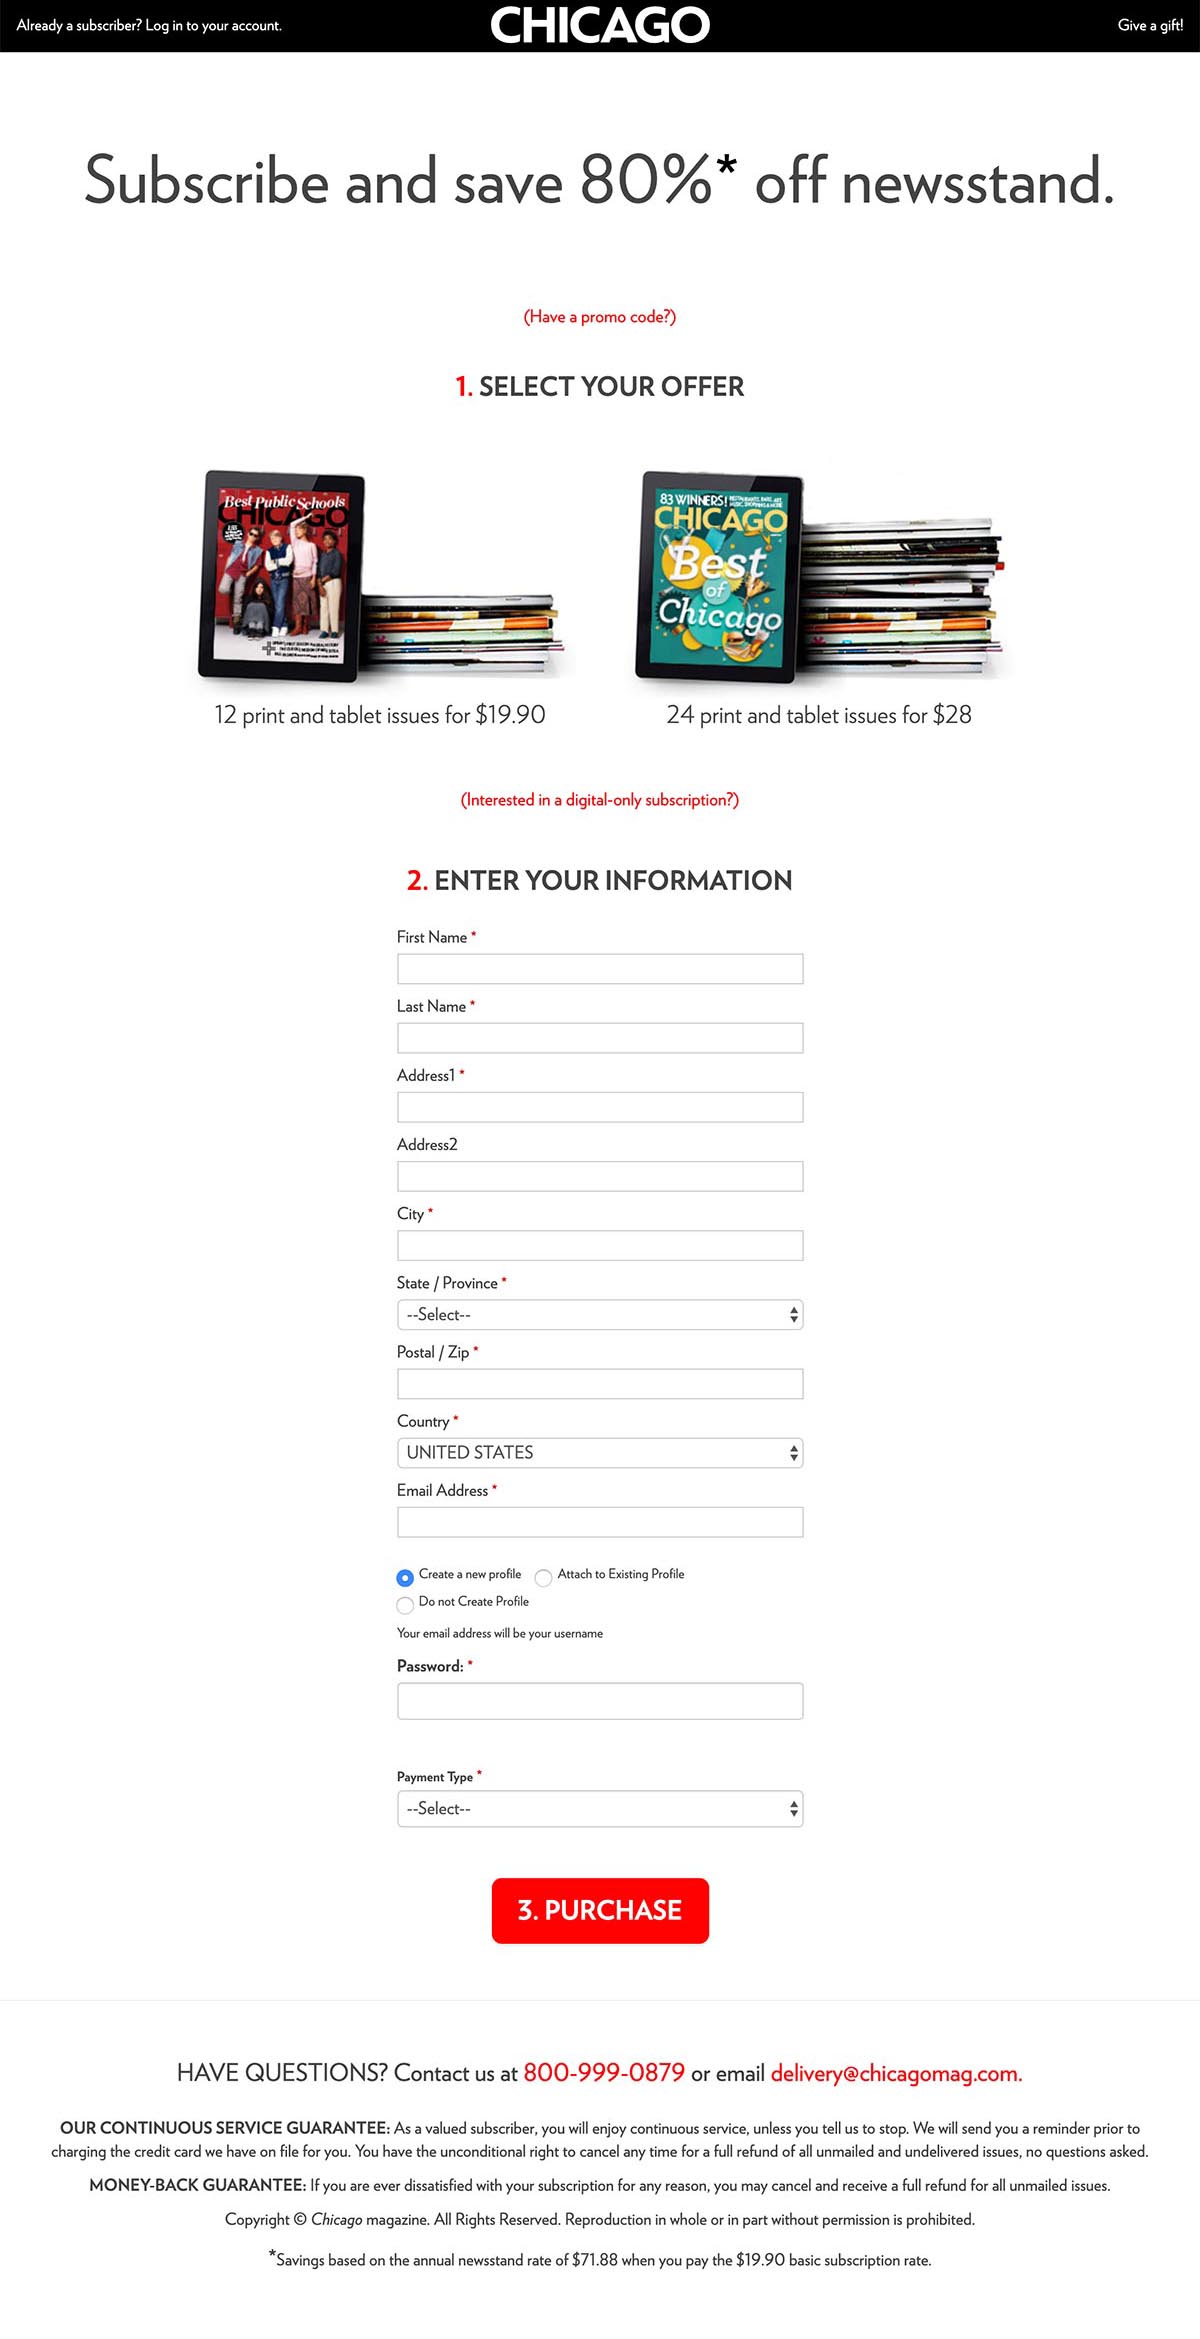 Already a subscriber? Log in to your account.
CHICAGO
Give a gift!
Subscribe and save 80%* off newsstand.
(Have a promo code?)
1. SELECT YOUR OFFER
Best Public Schools
CHICAGO
83 WINNERS!
CHICAGO
Best
of
Chicago
12 print and tablet issues for $19.90
24 print and tablet issues for $28
(Interested in a digital-only subscription?)
2. ENTER YOUR INFORMATION
First Name *
Last Name *
Address1 *
Address2
City *
State / Province *
--Select--
Postal / Zip *
Country *
UNITED STATES
Email Address *
Create a new profile
Attach to Existing Profile
Do not Create Profile
Your email address will be your username
Password: *
Payment Type *
--Select--
3. PURCHASE
HAVE QUESTIONS? Contact us at 800-999-0879 or email delivery@chicagomag.com.
OUR CONTINUOUS SERVICE GUARANTEE: As a valued subscriber, you will enjoy continuous service, unless you tell us to stop. We will send you a reminder prior to
charging the credit card we have on file for you. You have the unconditional right to cancel any time for a full refund of all unmailed and undelivered issues, no questions asked.
MONEY-BACK GUARANTEE: If you are ever dissatisfied with your subscription for any reason, you may cancel and receive a full refund for all unmailed issues.
Copyright © Chicago magazine. All Rights Reserved. Reproduction in whole or in part without permission is prohibited.
*Savings based on the annual newsstand rate of $71.88 when you pay the $19.90 basic subscription rate.